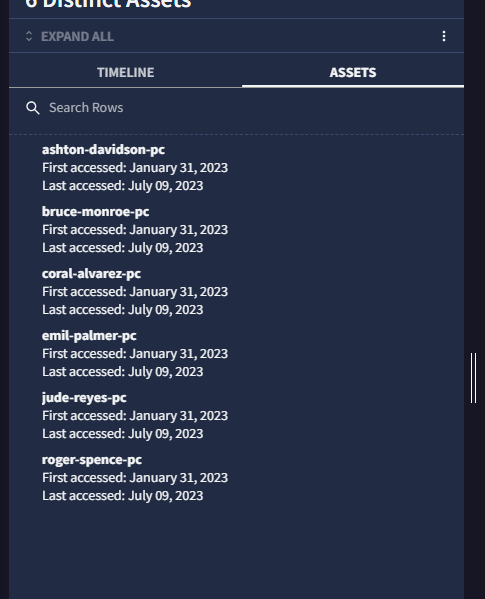 6 Distinct Assets
EXPAND ALL
TIMELINE
ASSETS
Search Rows
ashton-davidson-pc
First accessed: January 31, 2023
Last accessed: July 09, 2023
bruce-monroe-pc
First accessed: January 31, 2023
Last accessed: July 09, 2023
coral-alvarez-pc
First accessed: January 31, 2023
Last accessed: July 09, 2023
emil-palmer-pc
First accessed: January 31, 2023
Last accessed: July 09, 2023
jude-reyes-pc
First accessed: January 31, 2023
Last accessed: July 09, 2023
roger-spence-pc
First accessed: January 31, 2023
Last accessed: July 09, 2023